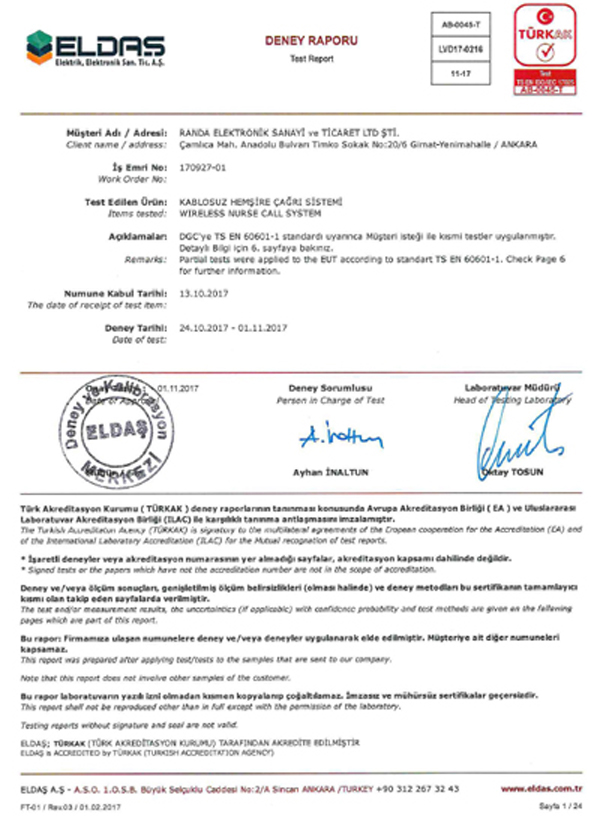 ELDAŞ
Elektrik, Elektronik San. Tic. A.Ş.
DENEY RAPORU
Test Report
AB-0045-T
LVD17-0216
11-17
TÜRKAK
Test
TS EN ISO/IEC 17025
AB-0045-T
Müşteri Adı / Adresi: RANDA ELEKTRONİK SANAYİ ve TİCARET LTD ŞTİ.
Client name / address: Çamlıca Mah. Anadolu Bulvarı Timko Sokak No:20/6 Gimat-Yenimahalle / ANKARA
İş Emri No: 170927-01
Work Order No:
Test Edilen Ürün: KABLOSUZ HEMŞİRE ÇAĞRI SİSTEMİ
Items tested: WIRELESS NURSE CALL SYSTEM
Açıklamalar: DGC'ye TS EN 60601-1 standardı uyarınca Müşteri isteği ile kısmi testler uygulanmıştır.
Detaylı Bilgi için 6. sayfaya bakınız.
Remarks: Partial tests were applied to the EUT according to standart TS EN 60601-1. Check Page 6
for further information.
Numune Kabul Tarihi: 13.10.2017
The date of receipt of test item:
Deney Tarihi: 24.10.2017 - 01.11.2017
Date of test:
01.11.2017
Date of
Deney ve Kalibrasyon
ELDAŞ
MERKEZİ
Deney Sorumlusu
Person in Charge of Test
A.İnaltun
Ayhan İNALTUN
Laboratuvar Müdürü
Head of Testing Laboratory
Oktay TOSUN
Türk Akreditasyon Kurumu ( TÜRKAK ) deney raporlarının tanınması konusunda Avrupa Akreditasyon Birliği ( EA ) ve Uluslararası
Laboratuvar Akreditasyon Birliği (ILAC) ile karşılıklı tanınma antlaşmasını imzalamıştır.
The Turkish Accreditation Agency (TÜRKAK) is signatory to the multilateral agreements of the Eropean cooperation for the Accreditation (EA) and
of the International Laboratory Accreditation (ILAC) for the Mutual recognation of test reports.
* İşaretli deneyler veya akreditasyon numarasının yer almadığı sayfalar, akreditasyon kapsamı dahilinde değildir.
* Signed tests or the papers which have not the accreditation number are not in the scope of accreditation.
Deney ve/veya ölçüm sonuçları, genişletilmiş ölçüm belirsizlikleri (olması halinde) ve deney metodları bu sertifikanın tamamlayıcı
kısmı olan takip eden sayfalarda verilmiştir.
The test and/or measurement results, the uncertainties (if applicable) with confidence probability and test methods are given on the following
pages which are part of this report.
Bu rapor: Firmamıza ulaşan numunelere deney ve/veya deneyler uygulanarak elde edilmiştir. Müşteriye ait diğer numuneleri
kapsamaz.
This report was prepared after applying test/tests to the samples that are sent to our company.
Note that this report does not involve other samples of the customer.
Bu rapor laboratuvarın yazılı izni olmadan kısmen kopyalanıp çoğaltılamaz. İmzasız ve mühürsüz sertifikalar geçersizdir.
This report shall not be reproduced other than in full except with the permission of the laboratory.
Testing reports without signature and seal are not valid.
ELDAŞ; TÜRKAK (TÜRK AKREDİTASYON KURUMU) TARAFINDAN AKREDİTE EDİLMİŞTİR
ELDAŞ is ACCREDITED by TÜRKAK (TURKISH ACCREDITATION AGENCY)
ELDAŞ A.Ş - A.S.O. 1.O.S.B. Büyük Selçuklu Caddesi No:2/A Sincan ANKARA /TURKEY +90 312 267 32 43 www.eldas.com.tr
FT-01 / Rev.03 / 01.02.2017 Sayfa 1 / 24